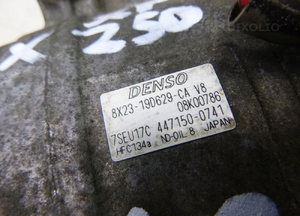 X 250
DENSO
8X23-19D629-CA V8
08K00786
7SEU17C 447150-0741
HFC134a ND-OIL 8 JAPAN